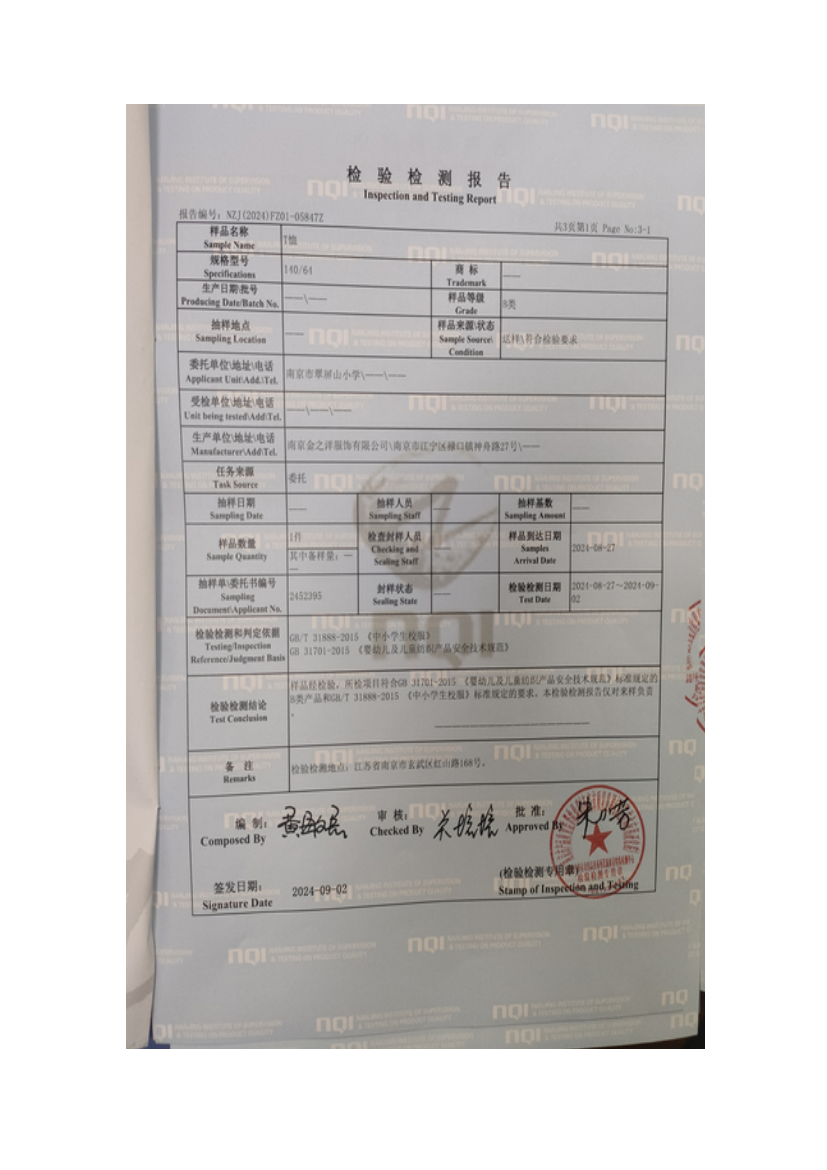 检 验 检 测 报 告
Inspection and Testing Report
报告编号: NZJ(2024)FZ01-05847Z
共3页第1页 Page No:3-1
样品名称
Sample Name
T恤
规格型号
Specifications
140/64
商 标
Trademark
——
生产日期\批号
Producing Date/Batch No.
——\——
样品等级
Grade
B类
抽样地点
Sampling Location
——
样品来源\状态
Sample Source\
Condition
送样\符合检验要求
委托单位\地址\电话
Applicant Unit\Add.\Tel.
南京市翠屏山小学\——\——
受检单位\地址\电话
Unit being tested\Add\Tel.
——\——\——
生产单位\地址\电话
Manufacturer\Add\Tel.
南京金之洋服饰有限公司\南京市江宁区禄口镇神舟路27号\——
任务来源
Task Source
委托
抽样日期
Sampling Date
——
抽样人员
Sampling Staff
——
抽样基数
Sampling Amount
——
样品数量
Sample Quantity
1件
其中备样量: —
—
检查封样人员
Checking and
Sealing Staff
——
样品到达日期
Samples
Arrival Date
2024-08-27
抽样单\委托书编号
Sampling
Document\Applicant No.
2452395
封样状态
Sealing State
——
检验检测日期
Test Date
2024-08-27~2024-09-
02
检验检测和判定依据
Testing/Inspection
Reference/Judgment Basis
GB/T 31888-2015 《中小学生校服》
GB 31701-2015 《婴幼儿及儿童纺织产品安全技术规范》
检验检测结论
Test Conclusion
样品经检验, 所检项目符合GB 31701-2015 《婴幼儿及儿童纺织产品安全技术规范》标准规定的
B类产品和GB/T 31888-2015 《中小学生校服》标准规定的要求。本检验检测报告仅对来样负责
。
备 注
Remarks
检验检测地点: 江苏省南京市玄武区红山路168号。
编 制:
Composed By
审 核:
Checked By
批 准:
Approved By
签发日期:
Signature Date
2024-09-02
(检验检测专用章)
Stamp of Inspection and Testing
检验检测专用章
NQI
NANJING INSTITUTE OF SUPERVISION
& TESTING ON PRODUCT QUALITY